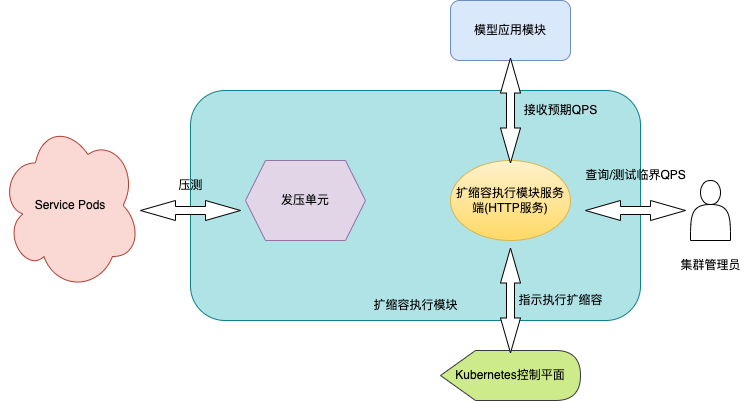 模型应用模块
接收预期QPS
查询/测试临界QPS
压测
Service Pods
发压单元
扩缩容执行模块服务
端(HTTP服务)
集群管理员
扩缩容执行模块
指示执行扩缩容
Kubernetes控制平面